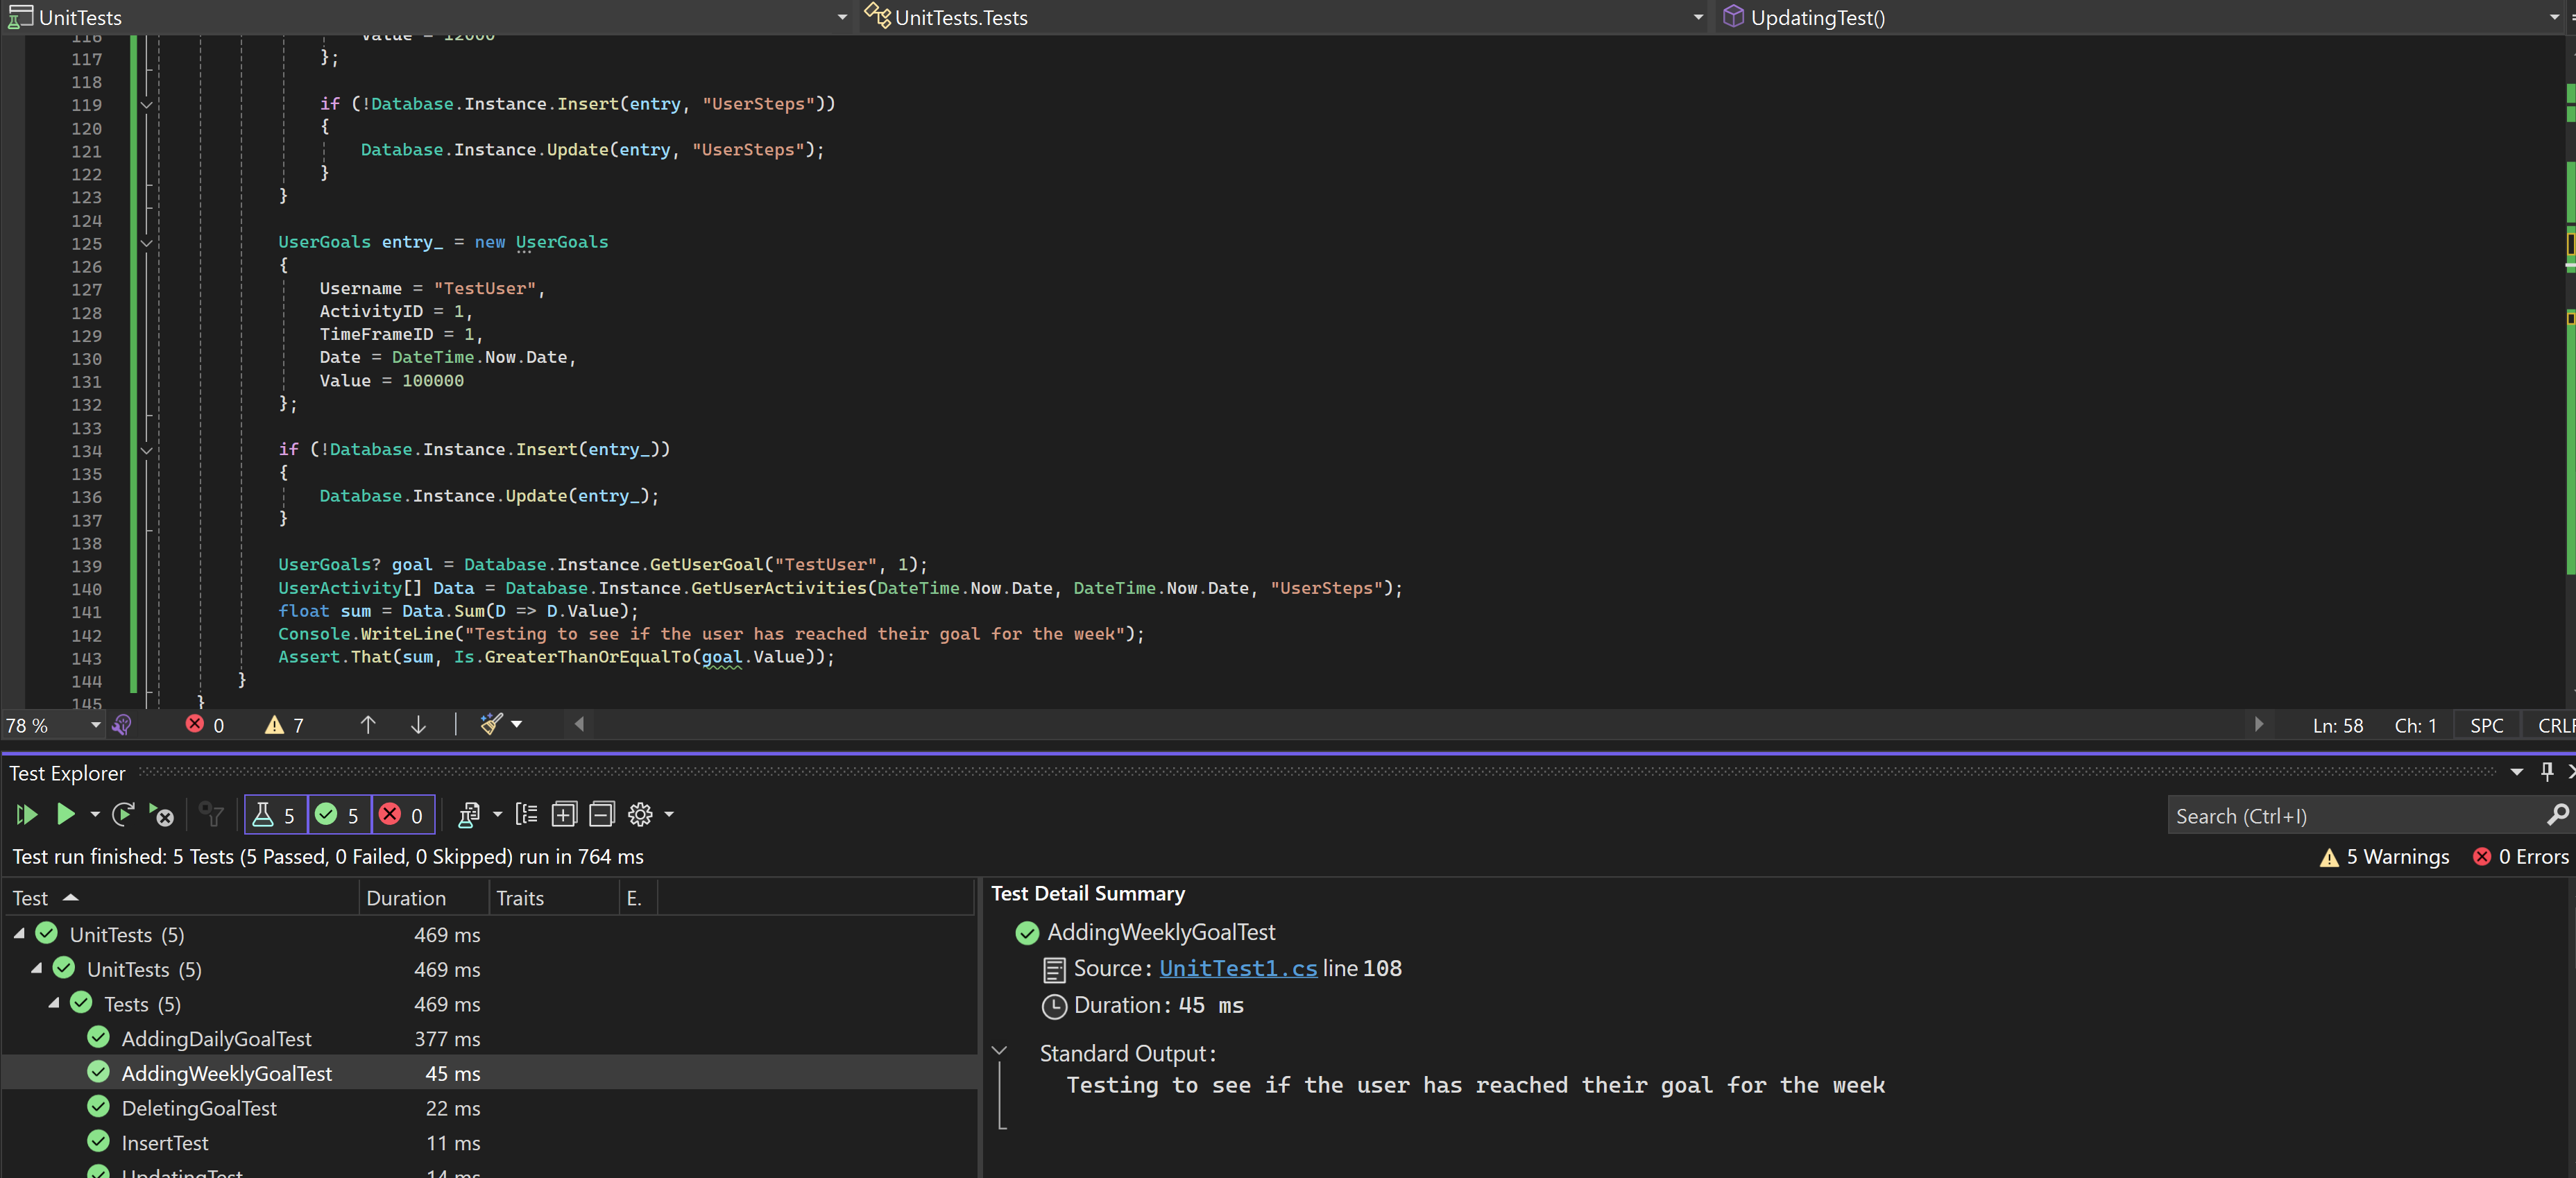 UnitTests UnitTests.Tests UpdatingTest()
116 Value = 12000
117 };
118
119 if (!Database.Instance.Insert(entry, "UserSteps"))
120 {
121 Database.Instance.Update(entry, "UserSteps");
122 }
123 }
124
125 UserGoals entry_ = new UserGoals
126 {
127 Username = "TestUser",
128 ActivityID = 1,
129 TimeFrameID = 1,
130 Date = DateTime.Now.Date,
131 Value = 100000
132 };
133
134 if (!Database.Instance.Insert(entry_))
135 {
136 Database.Instance.Update(entry_);
137 }
138
139 UserGoals? goal = Database.Instance.GetUserGoal("TestUser", 1);
140 UserActivity[] Data = Database.Instance.GetUserActivities(DateTime.Now.Date, DateTime.Now.Date, "UserSteps");
141 float sum = Data.Sum(D => D.Value);
142 Console.WriteLine("Testing to see if the user has reached their goal for the week");
143 Assert.That(sum, Is.GreaterThanOrEqualTo(goal.Value));
144 }
145 }
78 % 0 7 Ln: 58 Ch: 1 SPC CRLF
Test Explorer
5 5 0 Search (Ctrl+I)
Test run finished: 5 Tests (5 Passed, 0 Failed, 0 Skipped) run in 764 ms 5 Warnings 0 Errors
Test Duration Traits E.
UnitTests (5) 469 ms
UnitTests (5) 469 ms
Tests (5) 469 ms
AddingDailyGoalTest 377 ms
AddingWeeklyGoalTest 45 ms
DeletingGoalTest 22 ms
InsertTest 11 ms
UpdatingTest 14 ms
Test Detail Summary
AddingWeeklyGoalTest
Source: UnitTest1.cs line 108
Duration: 45 ms
Standard Output:
Testing to see if the user has reached their goal for the week